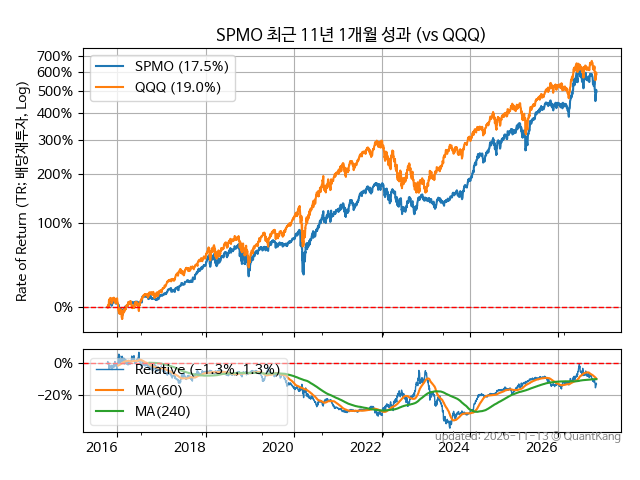 SPMO 최근 11년 1개월 성과 (vs QQQ)
Rate of Return (TR: 배당재투자, Log)
700%
600%
500%
400%
300%
200%
100%
0%
SPMO (17.5%)
QQQ (19.0%)
0%
−20%
Relative (−1.3%, 1.3%)
MA(60)
MA(240)
2016 2018 2020 2022 2024 2026
updated: 2026-11-13 © QuantKang